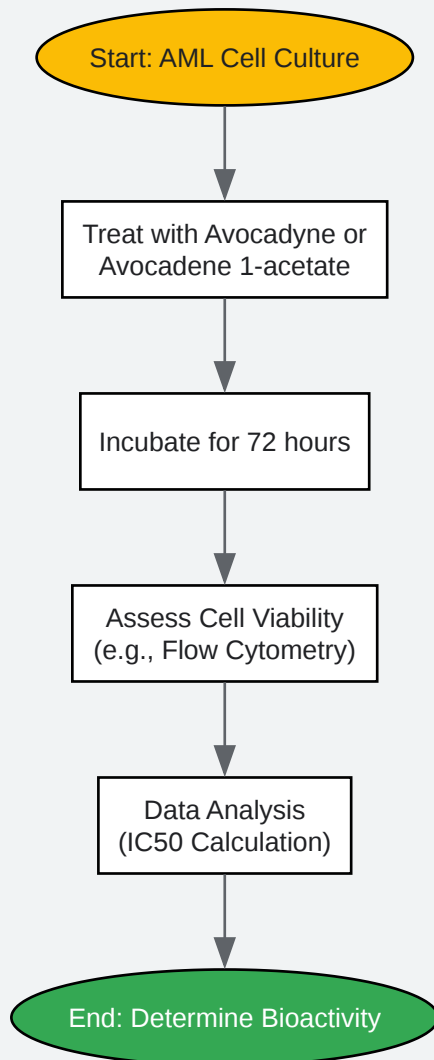 Start: AML Cell Culture
Treat with Avocadyne or
Avocadene 1-acetate
Incubate for 72 hours
Assess Cell Viability
(e.g., Flow Cytometry)
Data Analysis
(IC50 Calculation)
End: Determine Bioactivity